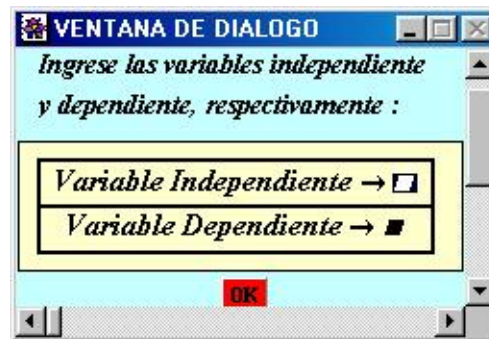 VENTANA DE DIALOGO
Ingrese las variables independiente
y dependiente, respectivamente :
Variable Independiente →
Variable Dependiente →
OK